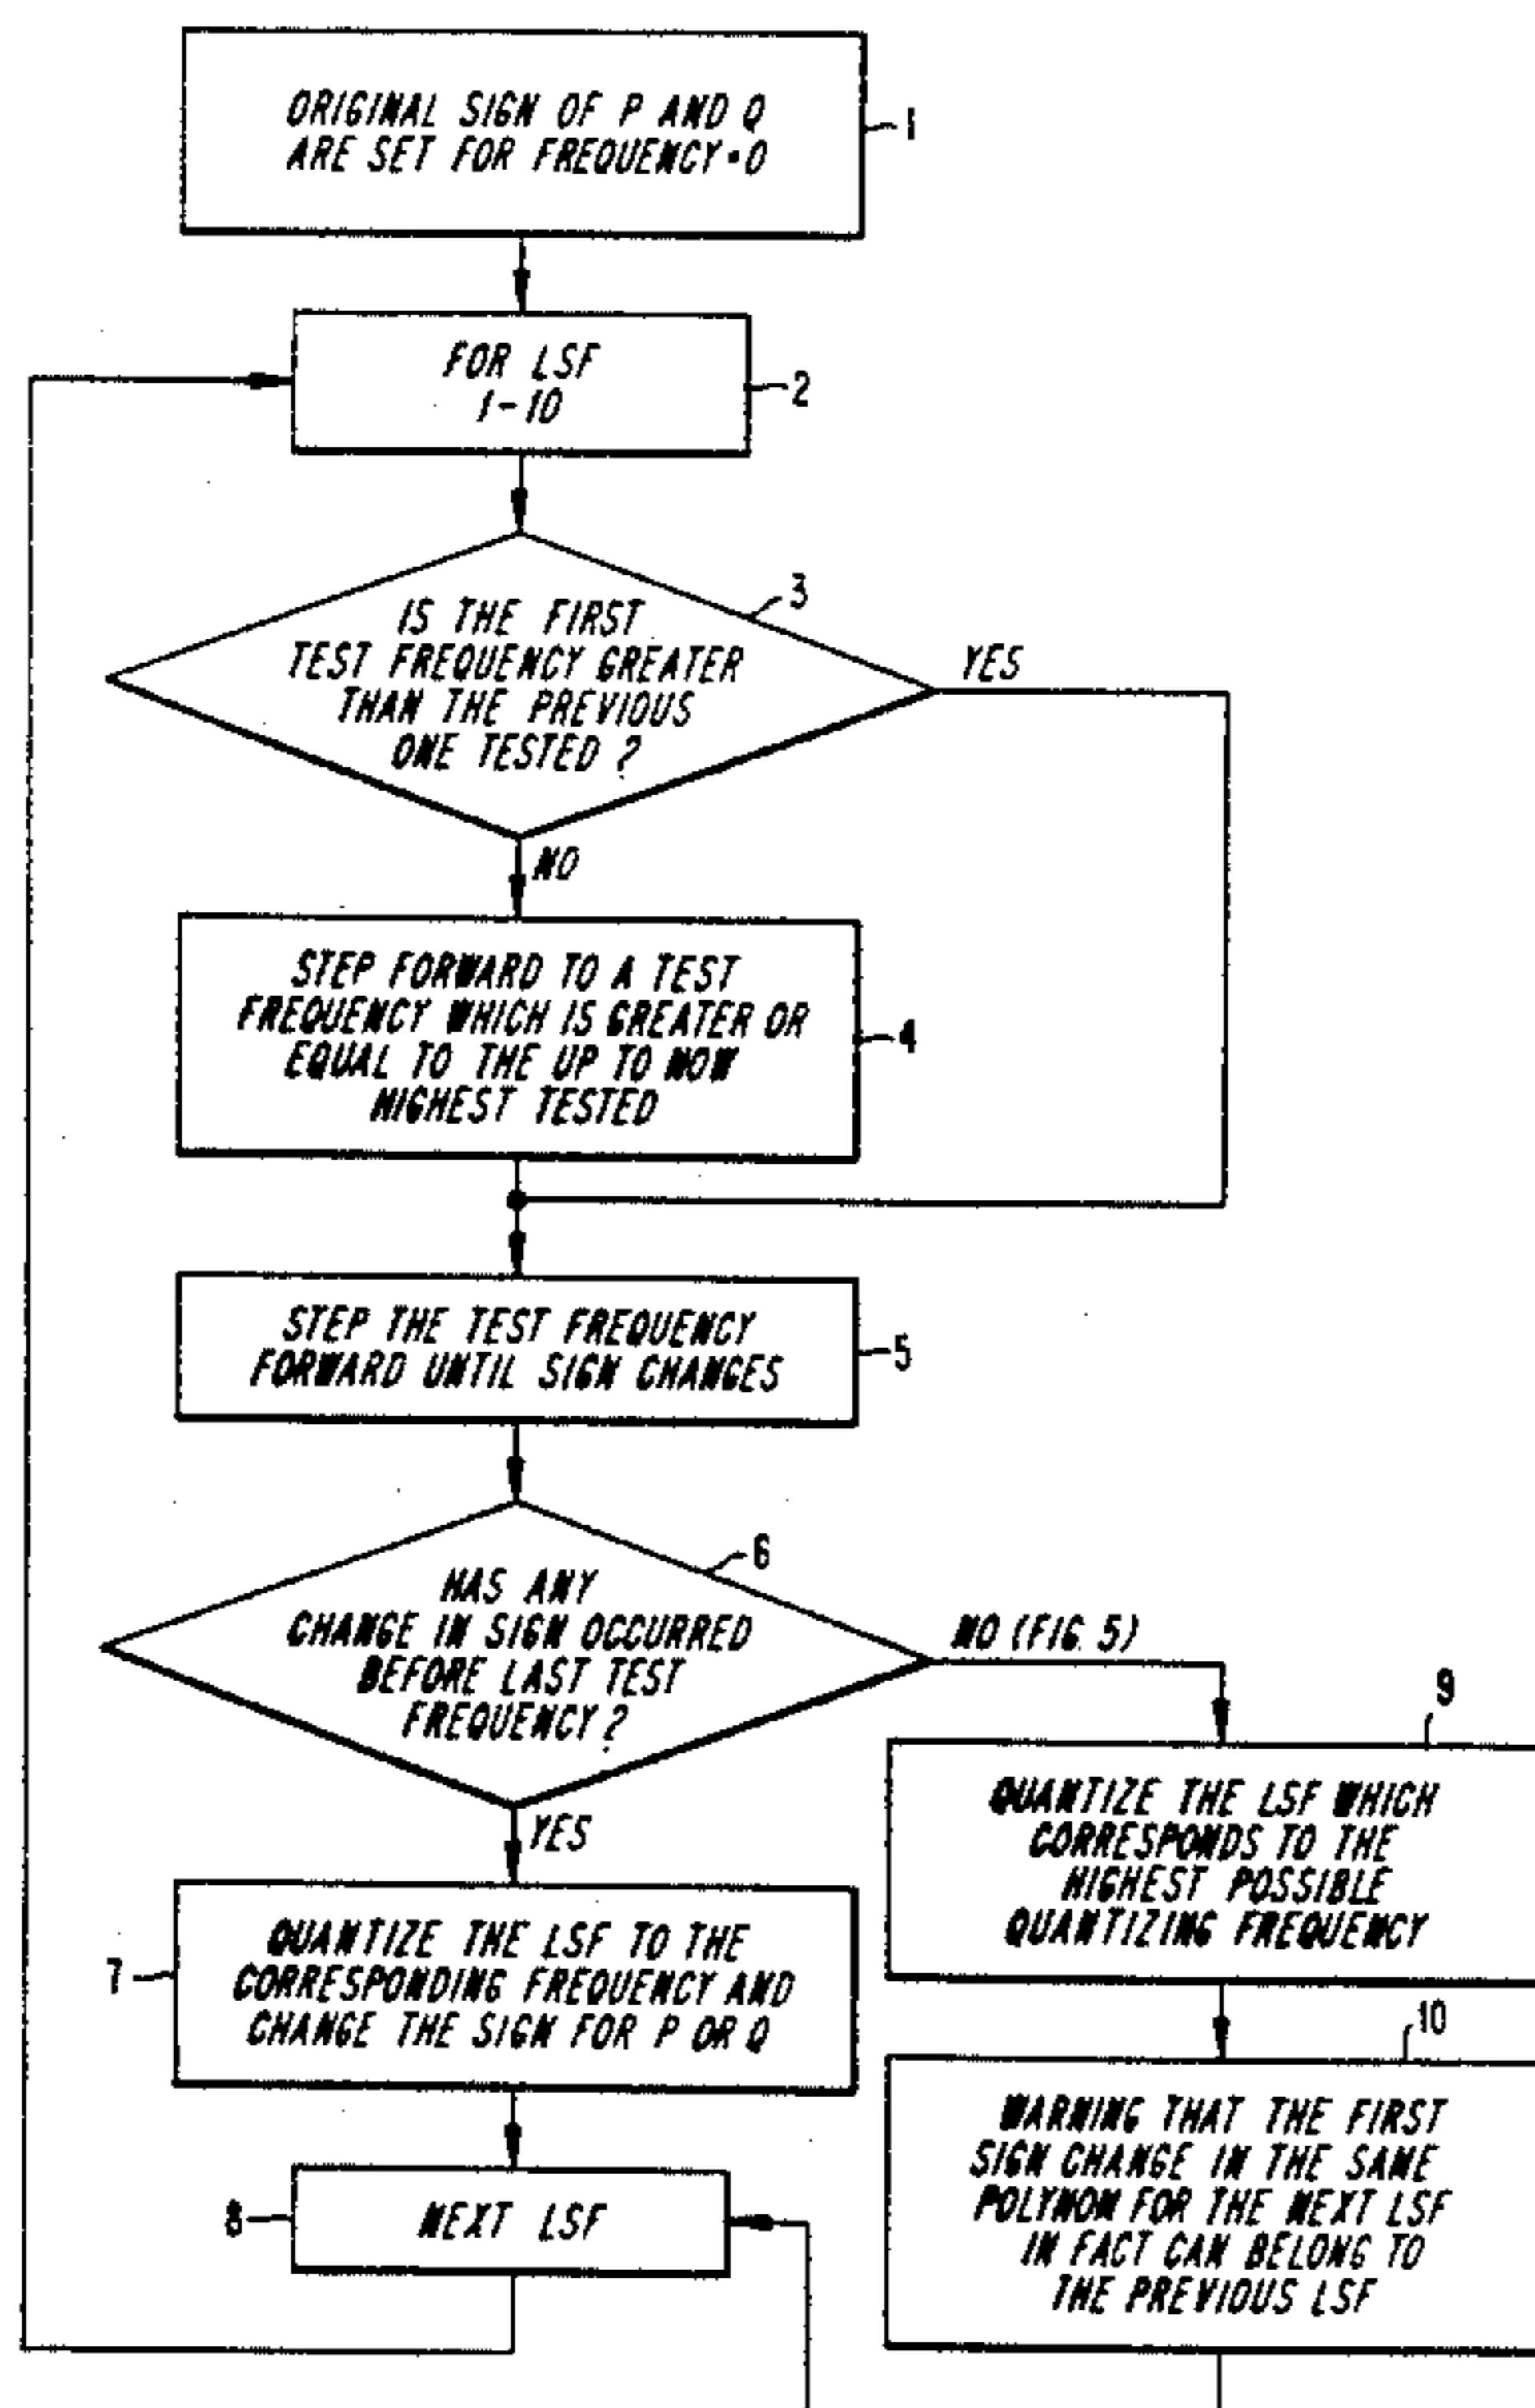 ORIGINAL SIGN OF P AND Q
ARE SET FOR FREQUENCY=0
1
FOR LSF
1-10
2
3
IS THE FIRST
TEST FREQUENCY GREATER
THAN THE PREVIOUS
ONE TESTED ?
YES
NO
STEP FORWARD TO A TEST
FREQUENCY WHICH IS GREATER OR
EQUAL TO THE UP TO NOW
HIGHEST TESTED
4
STEP THE TEST FREQUENCY
FORWARD UNTIL SIGN CHANGES
5
6
HAS ANY
CHANGE IN SIGN OCCURRED
BEFORE LAST TEST
FREQUENCY ?
NO (FIG. 5)
YES
7
QUANTIZE THE LSF TO THE
CORRESPONDING FREQUENCY AND
CHANGE THE SIGN FOR P OR Q
8
NEXT LSF
9
QUANTIZE THE LSF WHICH
CORRESPONDS TO THE
HIGHEST POSSIBLE
QUANTIZING FREQUENCY
10
WARNING THAT THE FIRST
SIGN CHANGE IN THE SAME
POLYNOM FOR THE NEXT LSF
IN FACT CAN BELONG TO
THE PREVIOUS LSF